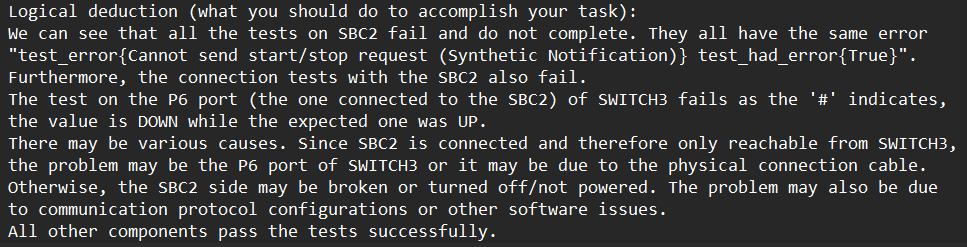 Logical deduction (what you should do to accomplish your task):
We can see that all the tests on SBC2 fail and do not complete. They all have the same error
"test_error{Cannot send start/stop request (Synthetic Notification)} test_had_error{True}".
Furthermore, the connection tests with the SBC2 also fail.
The test on the P6 port (the one connected to the SBC2) of SWITCH3 fails as the '#' indicates,
the value is DOWN while the expected one was UP.
There may be various causes. Since SBC2 is connected and therefore only reachable from SWITCH3,
the problem may be the P6 port of SWITCH3 or it may be due to the physical connection cable.
Otherwise, the SBC2 side may be broken or turned off/not powered. The problem may also be due
to communication protocol configurations or other software issues.
All other components pass the tests successfully.